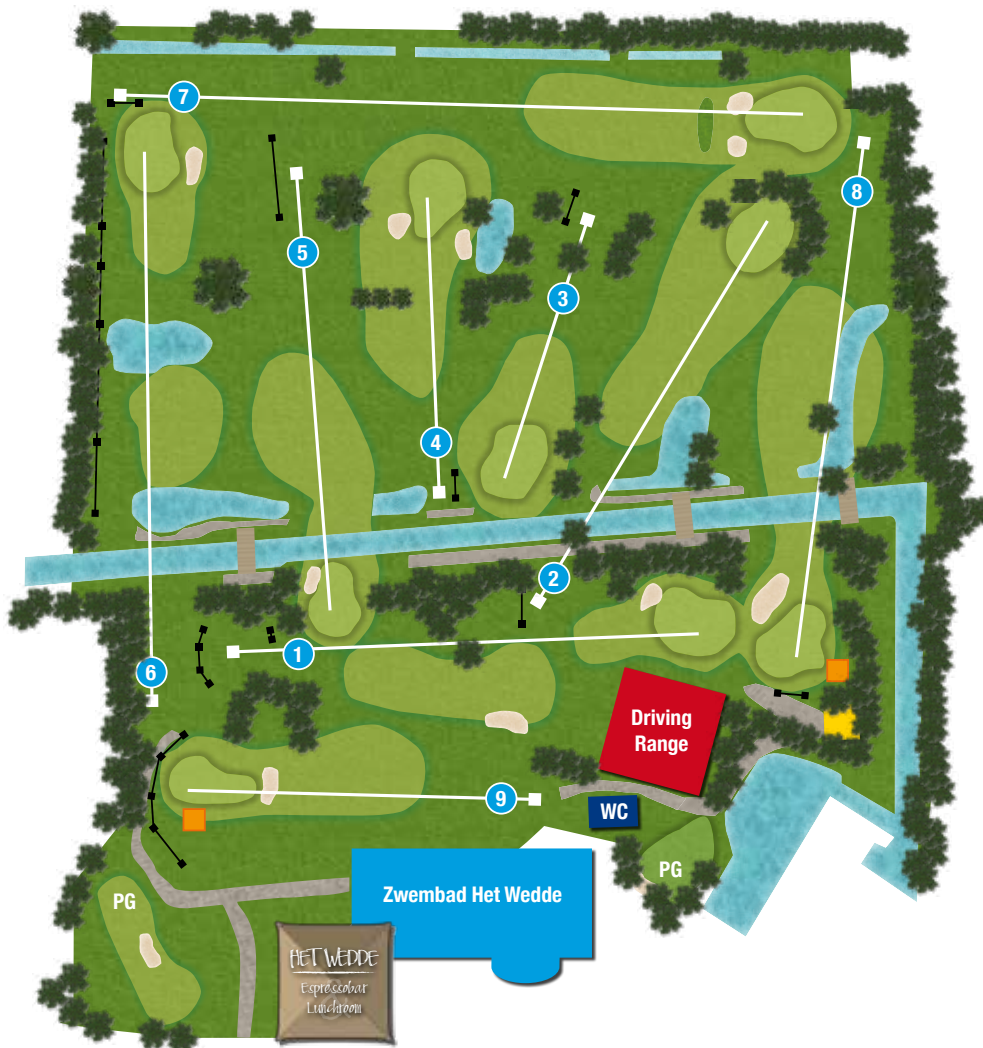 7
8
5
3
4
2
1
6
Driving
Range
9
WC
PG
Zwembad Het Wedde
PG
HET WEDDE
Espressobar
&
Lunchroom